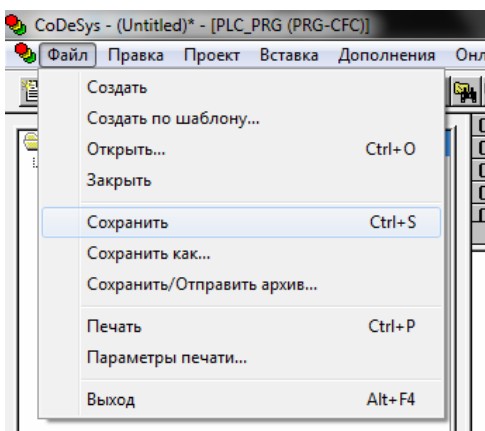 CoDeSys - (Untitled)* - [PLC_PRG (PRG-CFC)]
Файл Правка Проект Вставка Дополнения
Создать
Создать по шаблону...
Открыть... Ctrl+O
Закрыть
Сохранить Ctrl+S
Сохранить как...
Сохранить/Отправить архив...
Печать Ctrl+P
Параметры печати...
Выход Alt+F4